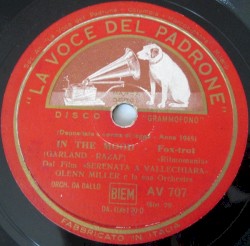 "LA VOCE DEL PADRONE"
DISCO "GRAMMOFONO"
IN THE MOOD Fox-trot
(GARLAND - RAZAF) -Ritmomania-
Dal Film «SERENATA A VALLECHIARA»
GLENN MILLER e la sua Orchestra
BIEM AV 707
FABBRICATO IN ITALIA